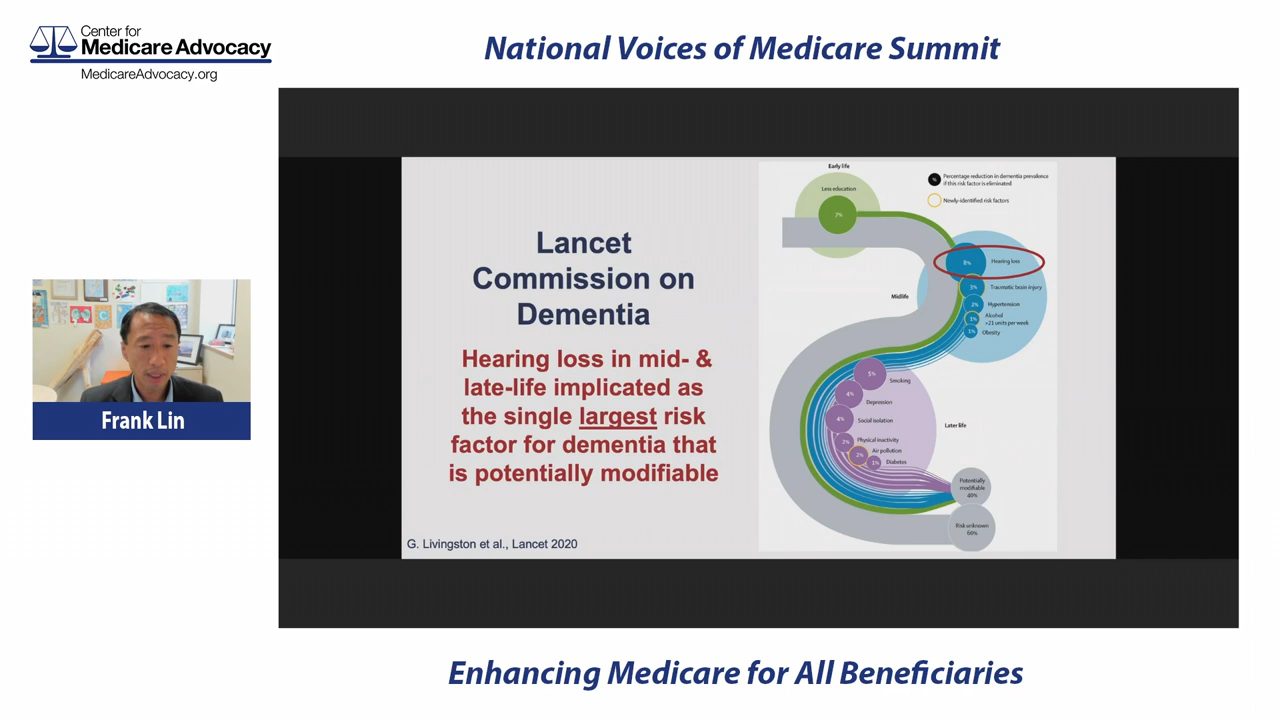 Center for
Medicare Advocacy
MedicareAdvocacy.org
National Voices of Medicare Summit
Frank Lin
Lancet
Commission on
Dementia
Hearing loss in mid- &
late-life implicated as
the single largest risk
factor for dementia that
is potentially modifiable
G. Livingston et al., Lancet 2020
Early life
Less education
7%
%
Percentage reduction in dementia prevalence
if this risk factor is eliminated
Newly-identified risk factors
8%
Hearing loss
3%
Traumatic brain injury
Midlife
2%
Hypertension
1%
Alcohol
>21 units per week
1%
Obesity
5%
Smoking
4%
Depression
4%
Social isolation
Later life
2%
Physical inactivity
2%
Air pollution
1%
Diabetes
Potentially
modifiable
40%
Risk unknown
60%
Enhancing Medicare for All Beneficiaries